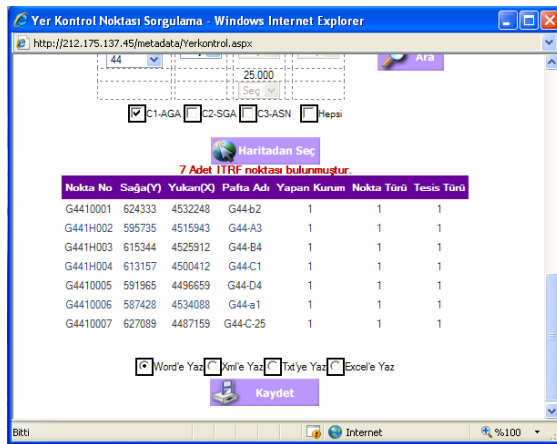 Yer Kontrol Noktası Sorgulama - Windows Internet Explorer
http://212.175.137.45/metadata/Yerkontrol.aspx
44
Ara
25.000
Seç
C1-AGA C2-SGA C3-ASN Hepsi
Haritadan Seç
7 Adet ITRF noktası bulunmuştur.
Nokta No Sağa(Y) Yukarı(X) Pafta Adı Yapan Kurum Nokta Türü Tesis Türü
G4410001 624333 4532248 G44-b2 1 1 1
G441H002 595735 4515943 G44-A3 1 1 1
G441H003 615344 4525912 G44-B4 1 1 1
G441H004 613157 4500412 G44-C1 1 1 1
G4410005 591965 4496659 G44-D4 1 1 1
G4410006 587428 4534088 G44-a1 1 1 1
G4410007 627089 4487159 G44-C-25 1 1 1
Word'e Yaz Xml'e Yaz Txt'ye Yaz Excel'e Yaz
Kaydet
Bitti Internet %100